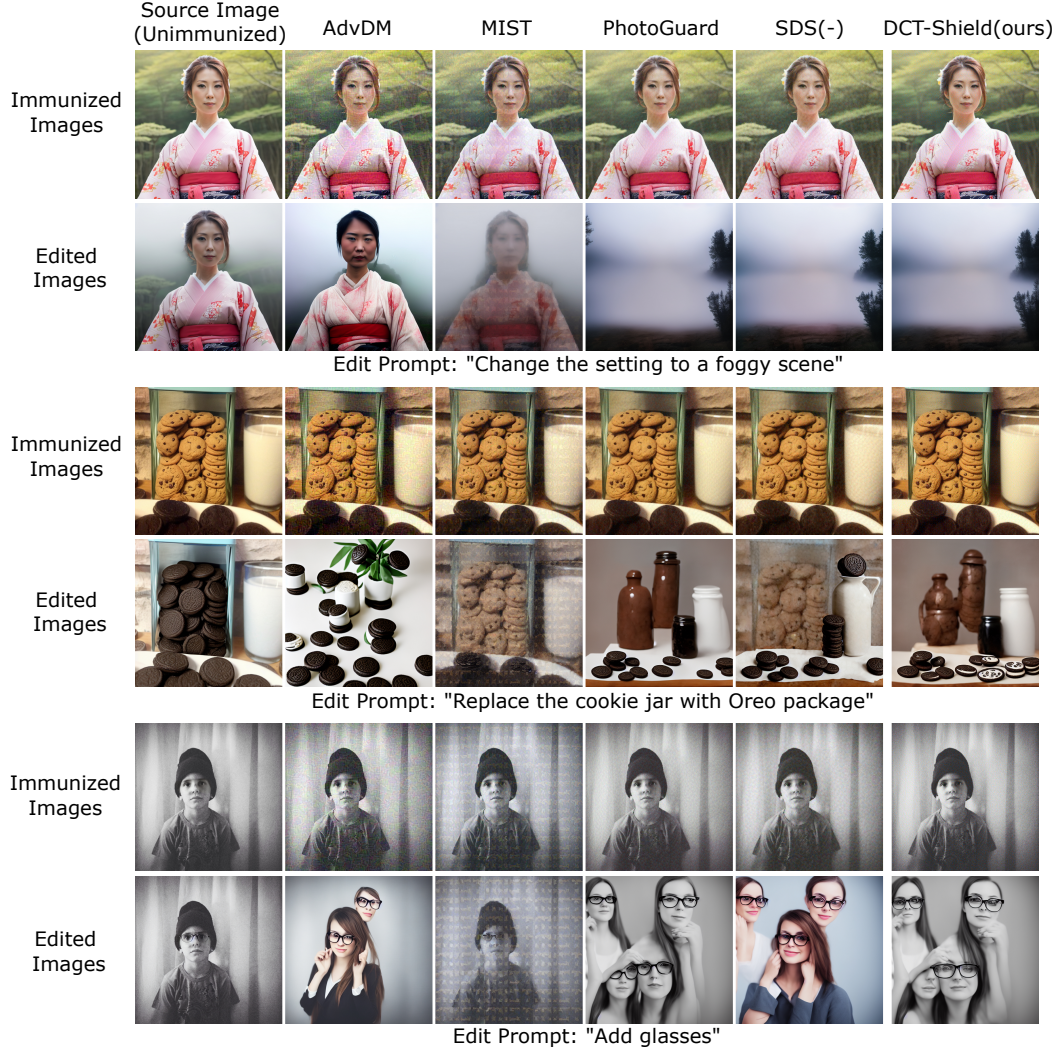 Source Image
(Unimmunized)
AdvDM
MIST
PhotoGuard
SDS(-)
DCT-Shield(ours)
Immunized
Images
Edited
Images
Edit Prompt: "Change the setting to a foggy scene"
Immunized
Images
Edited
Images
Edit Prompt: "Replace the cookie jar with Oreo package"
Immunized
Images
Edited
Images
Edit Prompt: "Add glasses"